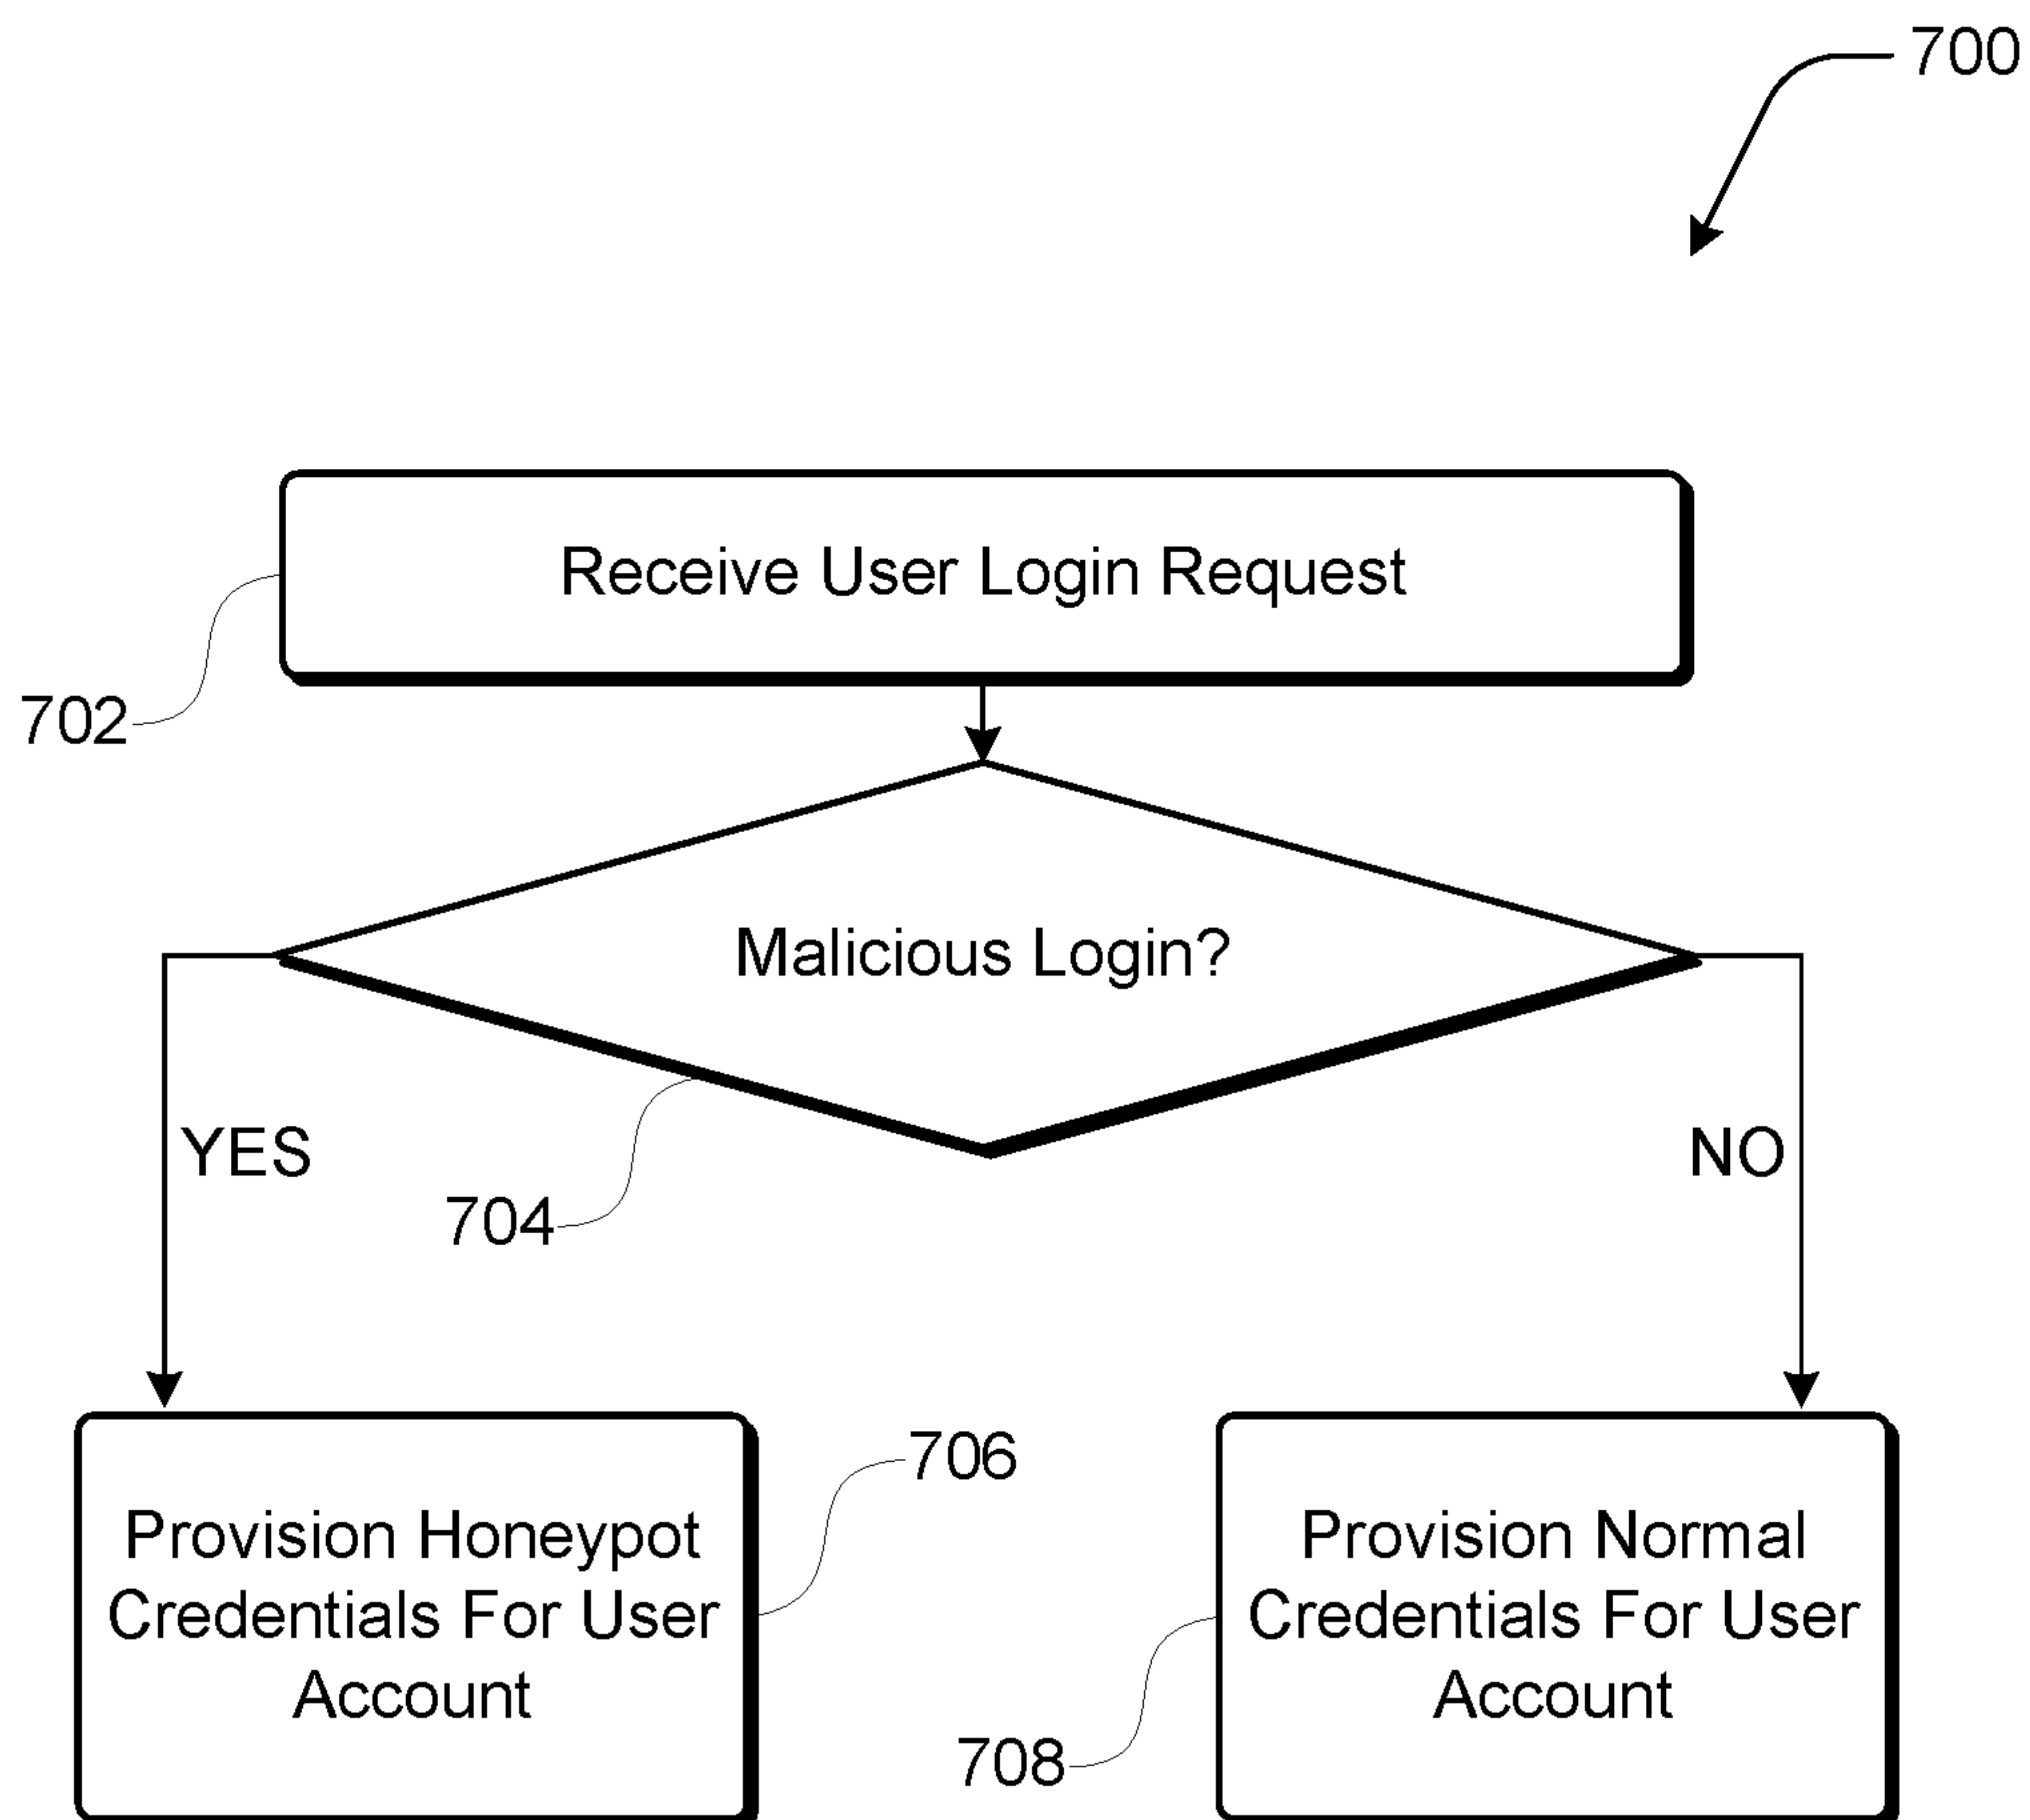 700
Receive User Login Request
702
Malicious Login?
YES
NO
704
706
Provision Honeypot
Credentials For User
Account
Provision Normal
Credentials For User
Account
708